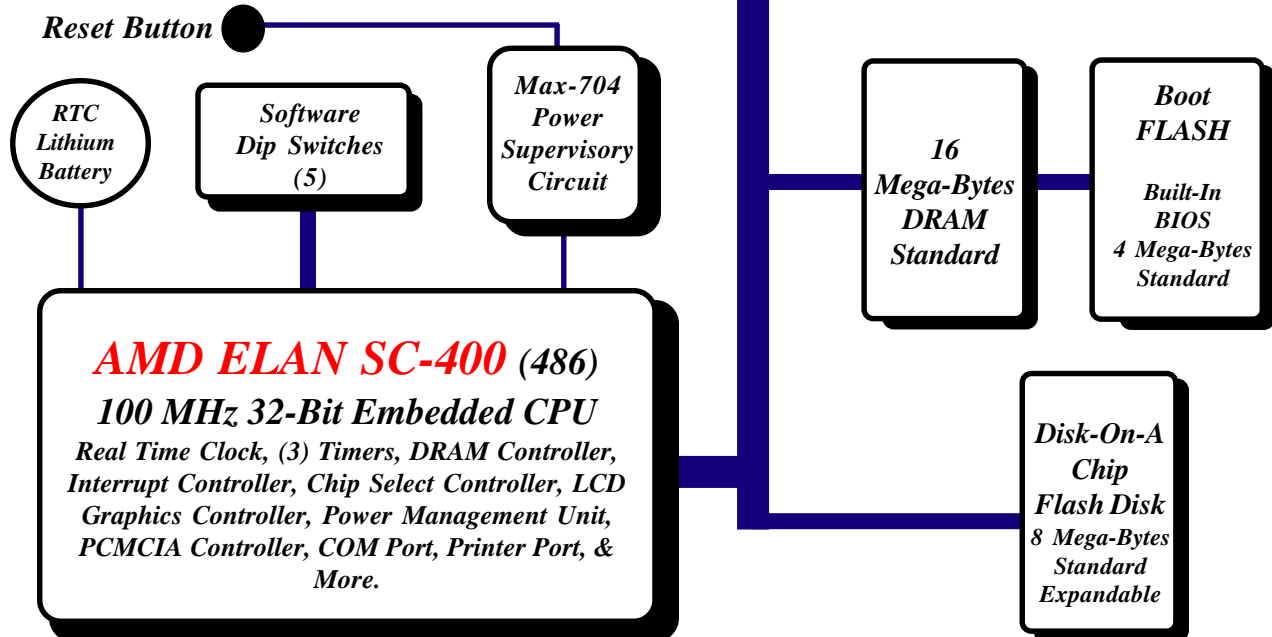 Reset Button
RTC
Lithium
Battery
Software
Dip Switches
(5)
Max-704
Power
Supervisory
Circuit
16
Mega-Bytes
DRAM
Standard
Boot
FLASH
Built-In
BIOS
4 Mega-Bytes
Standard
AMD ELAN SC-400 (486)
100 MHz 32-Bit Embedded CPU
Real Time Clock, (3) Timers, DRAM Controller,
Interrupt Controller, Chip Select Controller, LCD
Graphics Controller, Power Management Unit,
PCMCIA Controller, COM Port, Printer Port, &
More.
Disk-On-A
Chip
Flash Disk
8 Mega-Bytes
Standard
Expandable